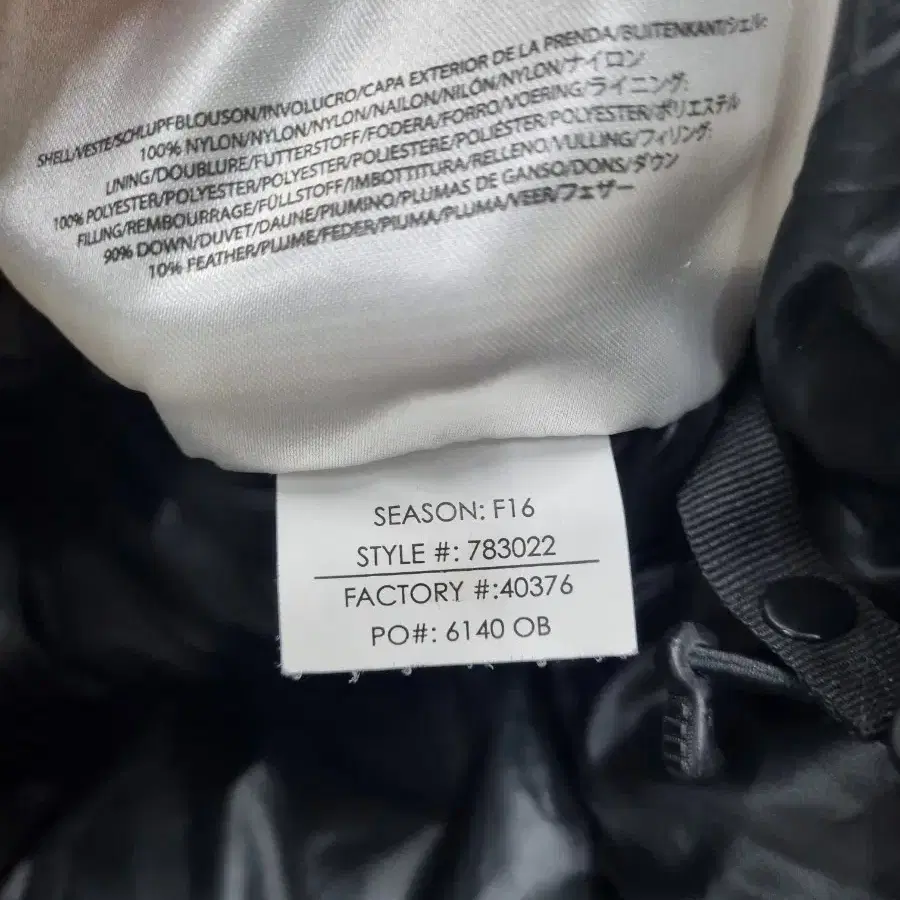 SHELL/VESTE/SCHLUPFBLOUSON/INVOLUCRO/CAPA EXTERIOR DE LA PRENDA/BUITENKANT/シェル:
100% NYLON/NYLON/NYLON/NAILON/NILÓN/NYLON/ナイロン
LINING/DOUBLURE/FUTTERSTOFF/FODERA/FORRO/VOERING/ライニング:
100% POLYESTER/POLYESTER/POLYESTER/POLIESTERE/POLIÉSTER/POLYESTER/ポリエステル
FILLING/REMBOURRAGE/FÜLLSTOFF/IMBOTTITURA/RELLENO/VULLING/フィリング:
90% DOWN/DUVET/DAUNE/PIUMINO/PLUMAS DE GANSO/DONS/ダウン
10% FEATHER/PLUME/FEDER/PIUMA/PLUMA/VEER/フェザー
SEASON: F16
STYLE #: 783022
FACTORY #:40376
PO#: 6140 OB